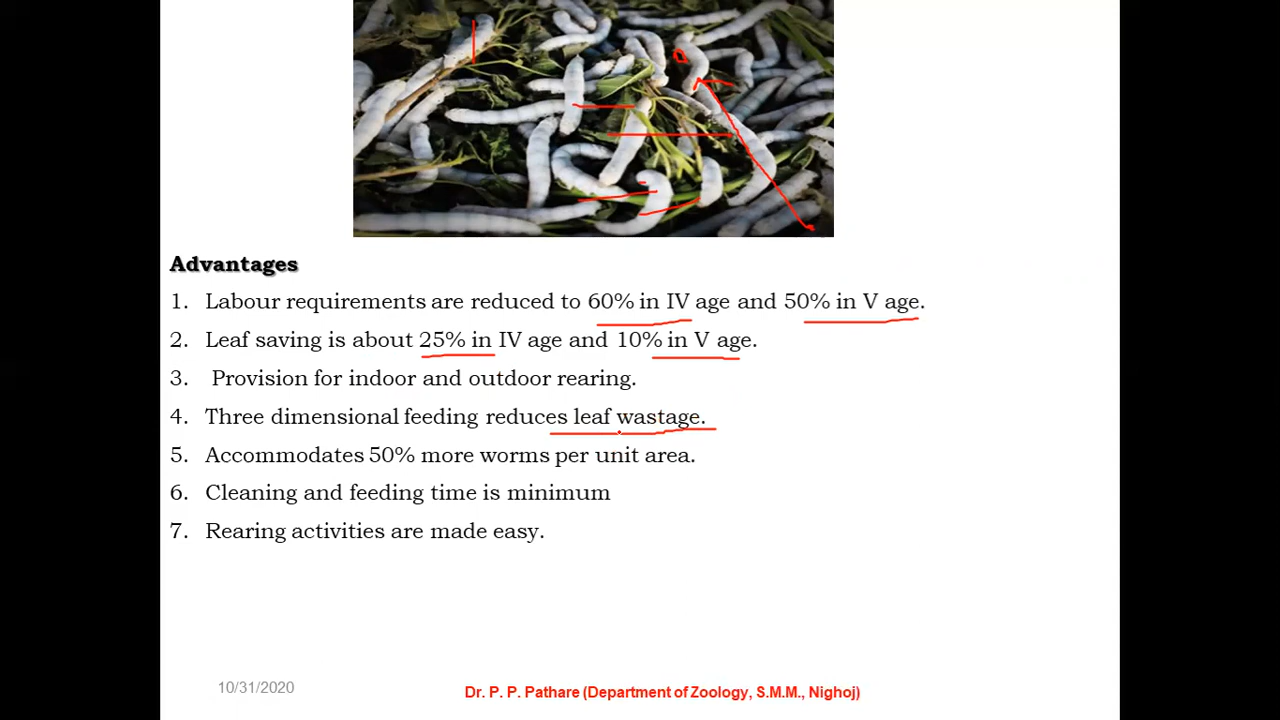 Advantages
1. Labour requirements are reduced to 60% in IV age and 50% in V age.
2. Leaf saving is about 25% in IV age and 10% in V age.
3. Provision for indoor and outdoor rearing.
4. Three dimensional feeding reduces leaf wastage.
5. Accommodates 50% more worms per unit area.
6. Cleaning and feeding time is minimum
7. Rearing activities are made easy.
10/31/2020
Dr. P. P. Pathare (Department of Zoology, S.M.M., Nighoj)